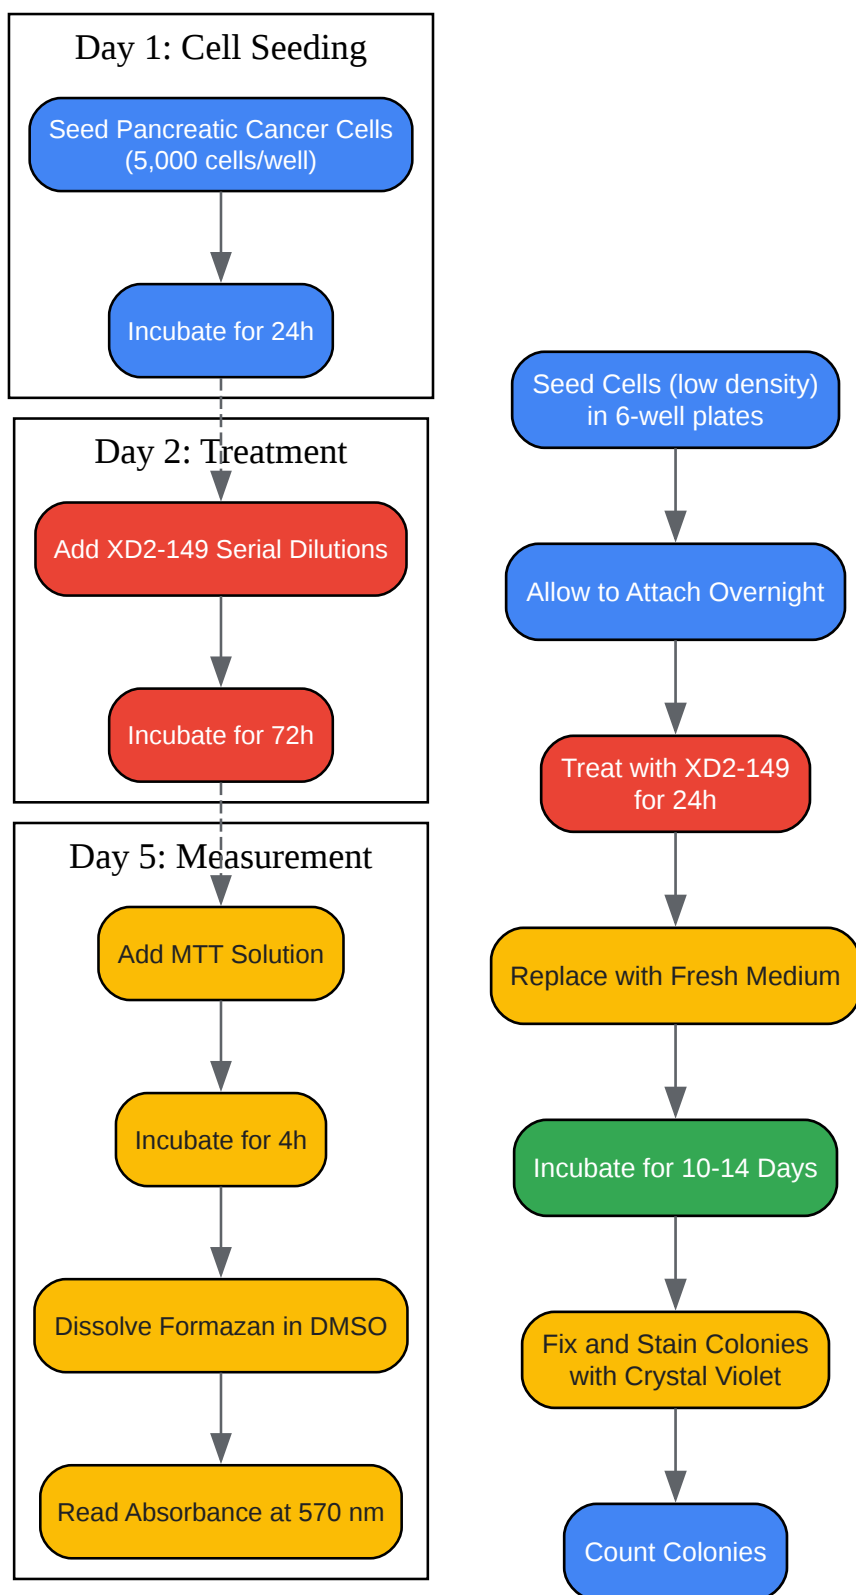 Day 1: Cell Seeding
Seed Pancreatic Cancer Cells
(5,000 cells/well)
Incubate for 24h
Day 2: Treatment
Add XD2-149 Serial Dilutions
Incubate for 72h
Day 5: Measurement
Add MTT Solution
Incubate for 4h
Dissolve Formazan in DMSO
Read Absorbance at 570 nm
Seed Cells (low density)
in 6-well plates
Allow to Attach Overnight
Treat with XD2-149
for 24h
Replace with Fresh Medium
Incubate for 10-14 Days
Fix and Stain Colonies
with Crystal Violet
Count Colonies